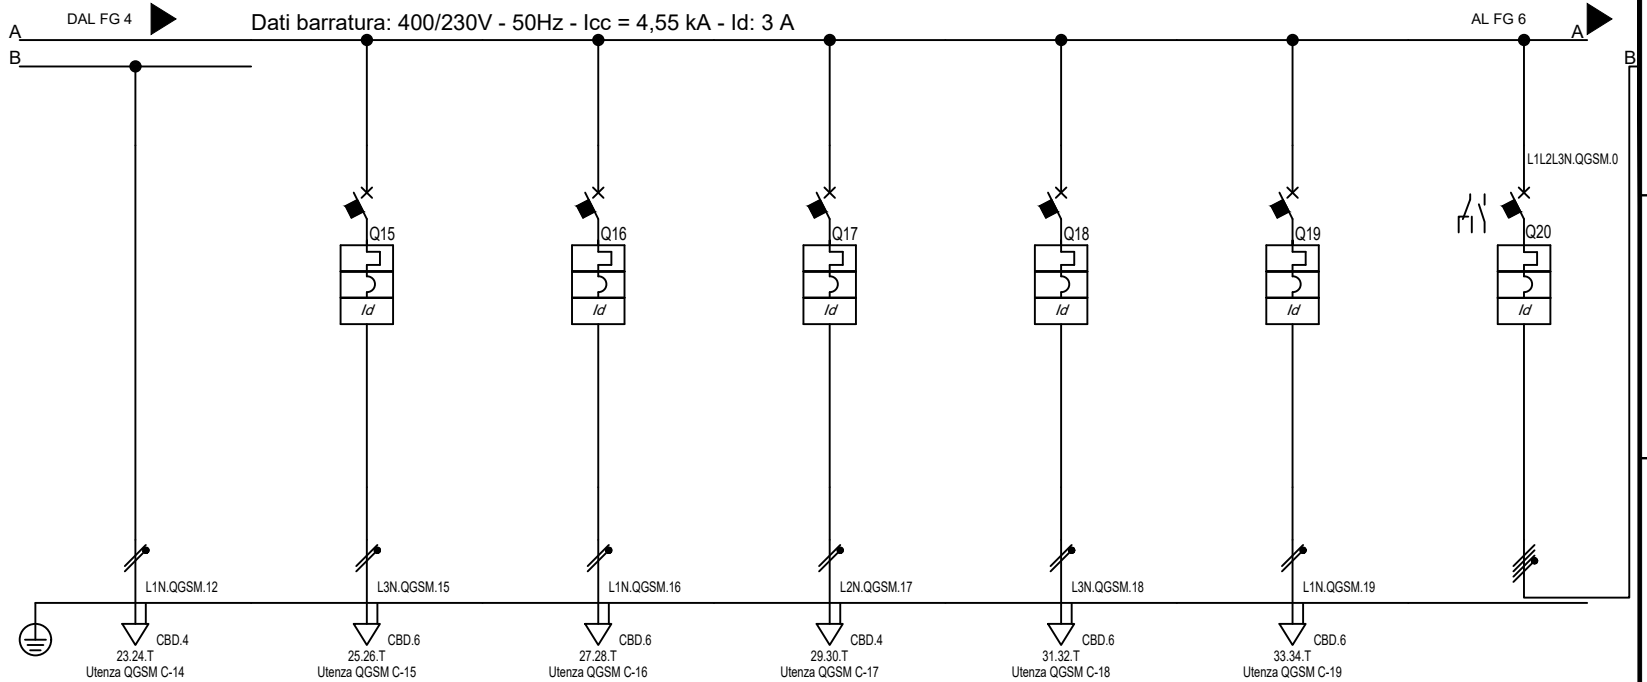 DAL FG 4
Dati barratura: 400/230V - 50Hz - Icc = 4,55 kA - Id: 3 A
AL FG 6
A
A
B
B
L1L2L3N.QGSM.0
Q15
Q16
Q17
Q18
Q19
Q20
Id
Id
Id
Id
Id
Id
L1N.QGSM.12
L3N.QGSM.15
L1N.QGSM.16
L2N.QGSM.17
L3N.QGSM.18
L1N.QGSM.19
CBD.4
CBD.6
CBD.6
CBD.4
CBD.6
CBD.6
23.24.T
25.26.T
27.28.T
29.30.T
31.32.T
33.34.T
Utenza QGSM C-14
Utenza QGSM C-15
Utenza QGSM C-16
Utenza QGSM C-17
Utenza QGSM C-18
Utenza QGSM C-19